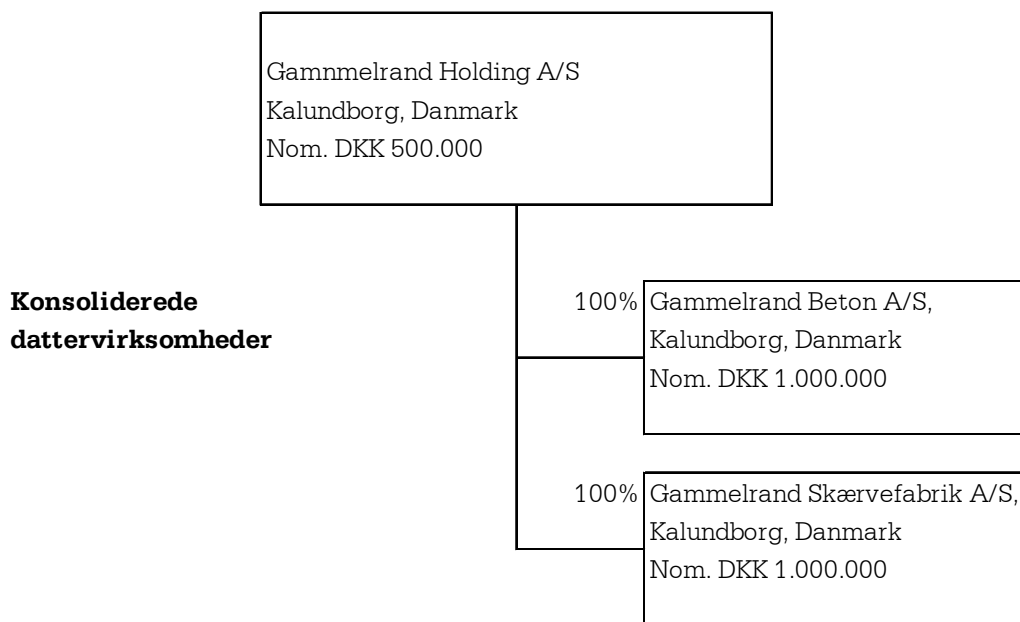 Gamnmelrand Holding A/S
Kalundborg, Danmark
Nom. DKK 500.000
Konsoliderede
dattervirksomheder
100% Gammelrand Beton A/S,
Kalundborg, Danmark
Nom. DKK 1.000.000
100% Gammelrand Skærvefabrik A/S,
Kalundborg, Danmark
Nom. DKK 1.000.000